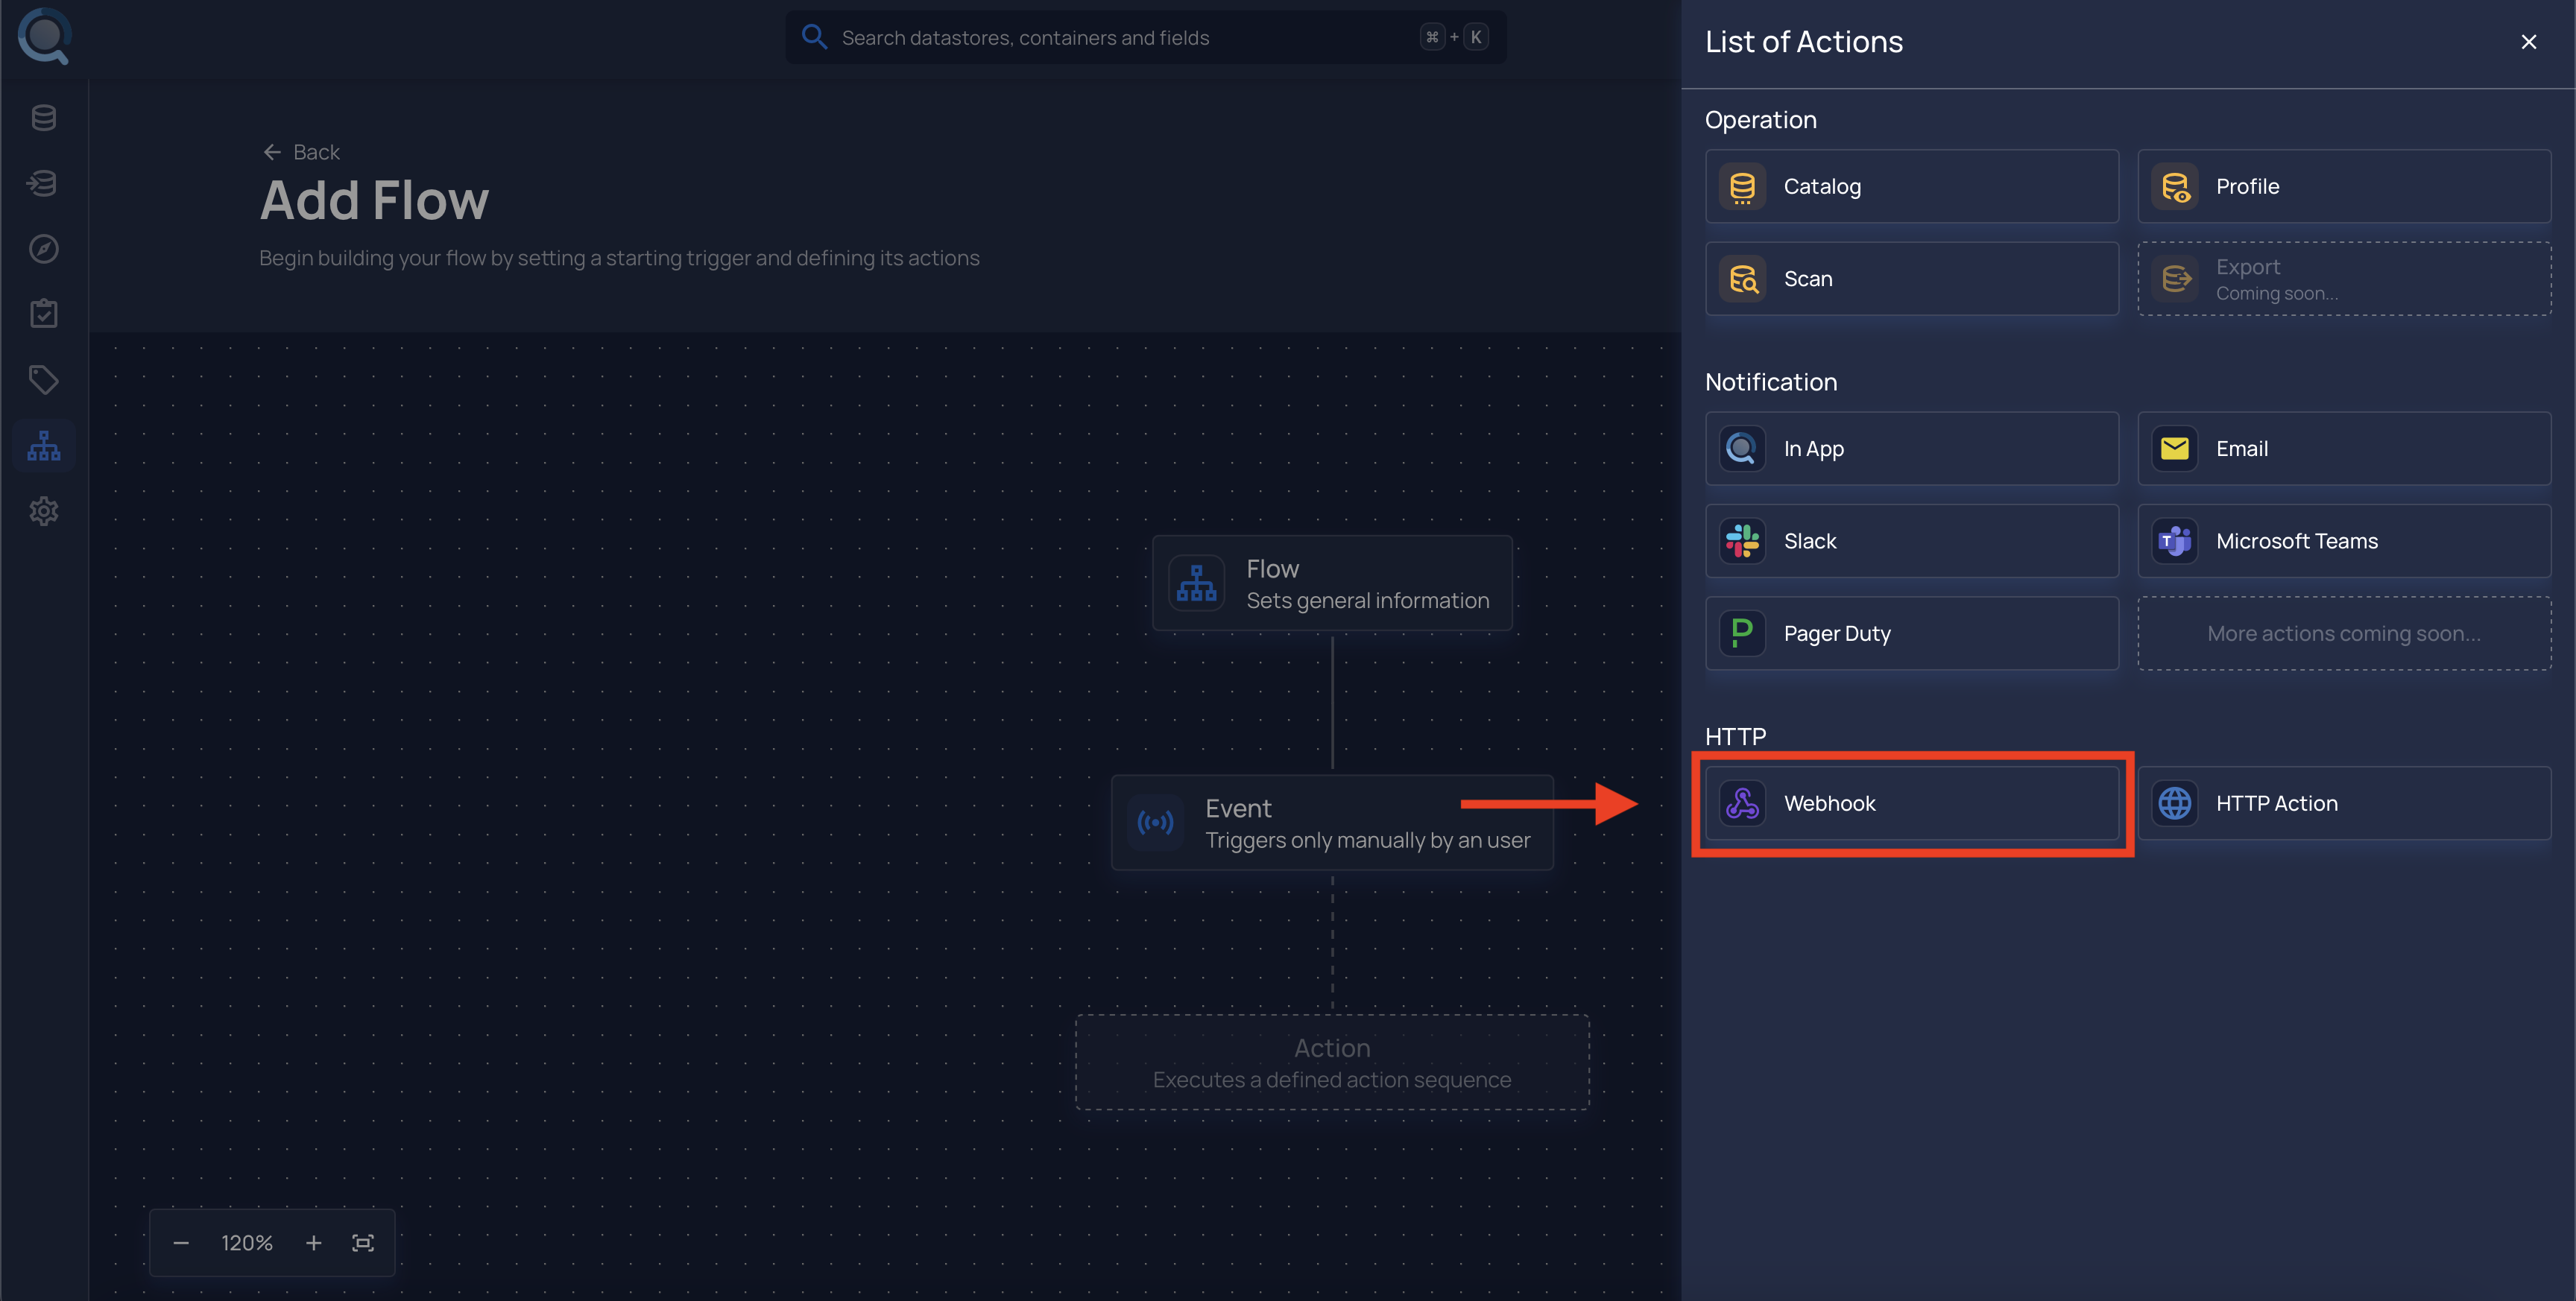 Search datastores, containers and fields
⌘ + K
Back
Add Flow
Begin building your flow by setting a starting trigger and defining its actions
Flow
Sets general information
Event
Triggers only manually by an user
Action
Executes a defined action sequence
120%
List of Actions
Operation
Catalog
Profile
Scan
Export
Coming soon...
Notification
In App
Email
Slack
Microsoft Teams
Pager Duty
More actions coming soon...
HTTP
Webhook
HTTP Action